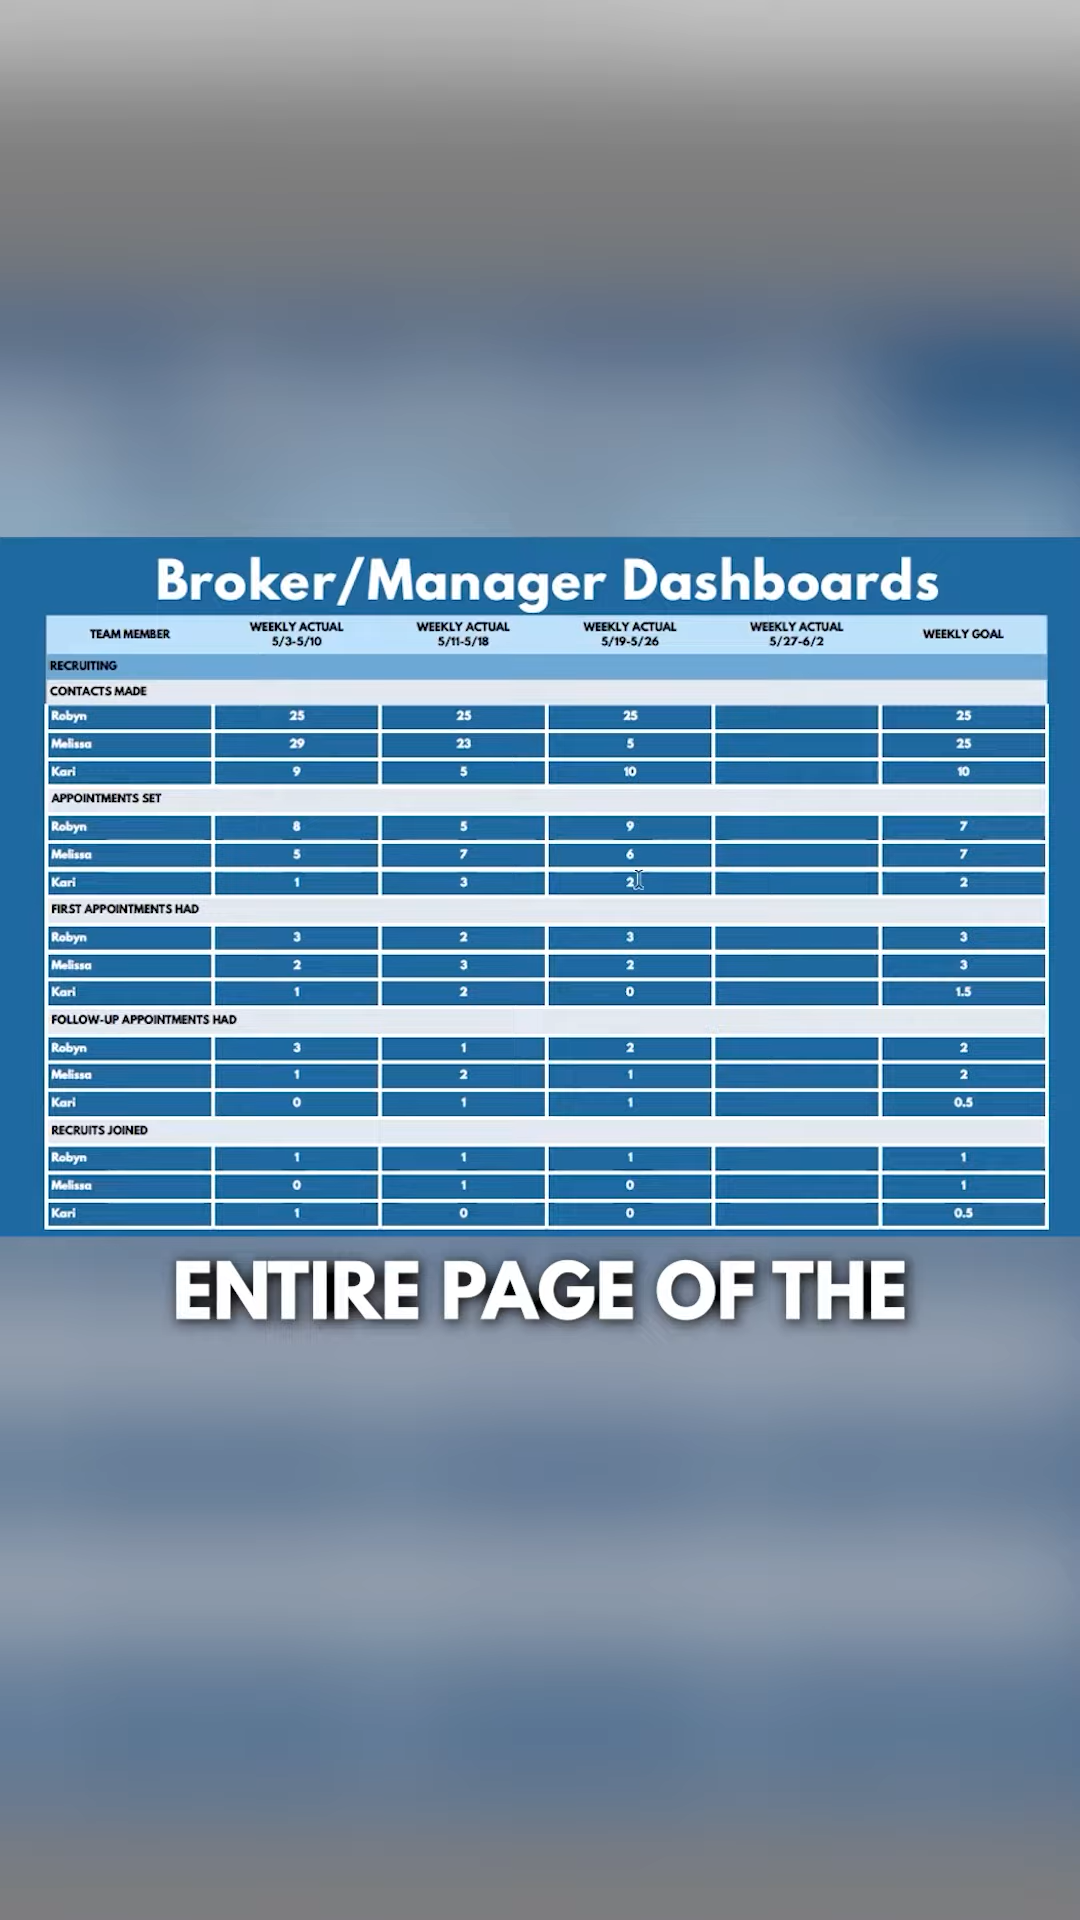 Broker/Manager Dashboards
TEAM MEMBER WEEKLY ACTUAL 5/3-5/10 WEEKLY ACTUAL 5/11-5/18 WEEKLY ACTUAL 5/19-5/26 WEEKLY ACTUAL 5/27-6/2 WEEKLY GOAL
RECRUITING
CONTACTS MADE
Robyn 25 25 25 25
Melissa 29 23 5 25
Kari 9 5 10 10
APPOINTMENTS SET
Robyn 8 5 9 7
Melissa 5 7 6 7
Kari 1 3 2 2
FIRST APPOINTMENTS HAD
Robyn 3 2 3 3
Melissa 2 3 2 3
Kari 1 2 0 1.5
FOLLOW-UP APPOINTMENTS HAD
Robyn 3 1 2 2
Melissa 1 2 1 2
Kari 0 1 1 0.5
RECRUITS JOINED
Robyn 1 1 1 1
Melissa 0 1 0 1
Kari 1 0 0 0.5
ENTIRE PAGE OF THE